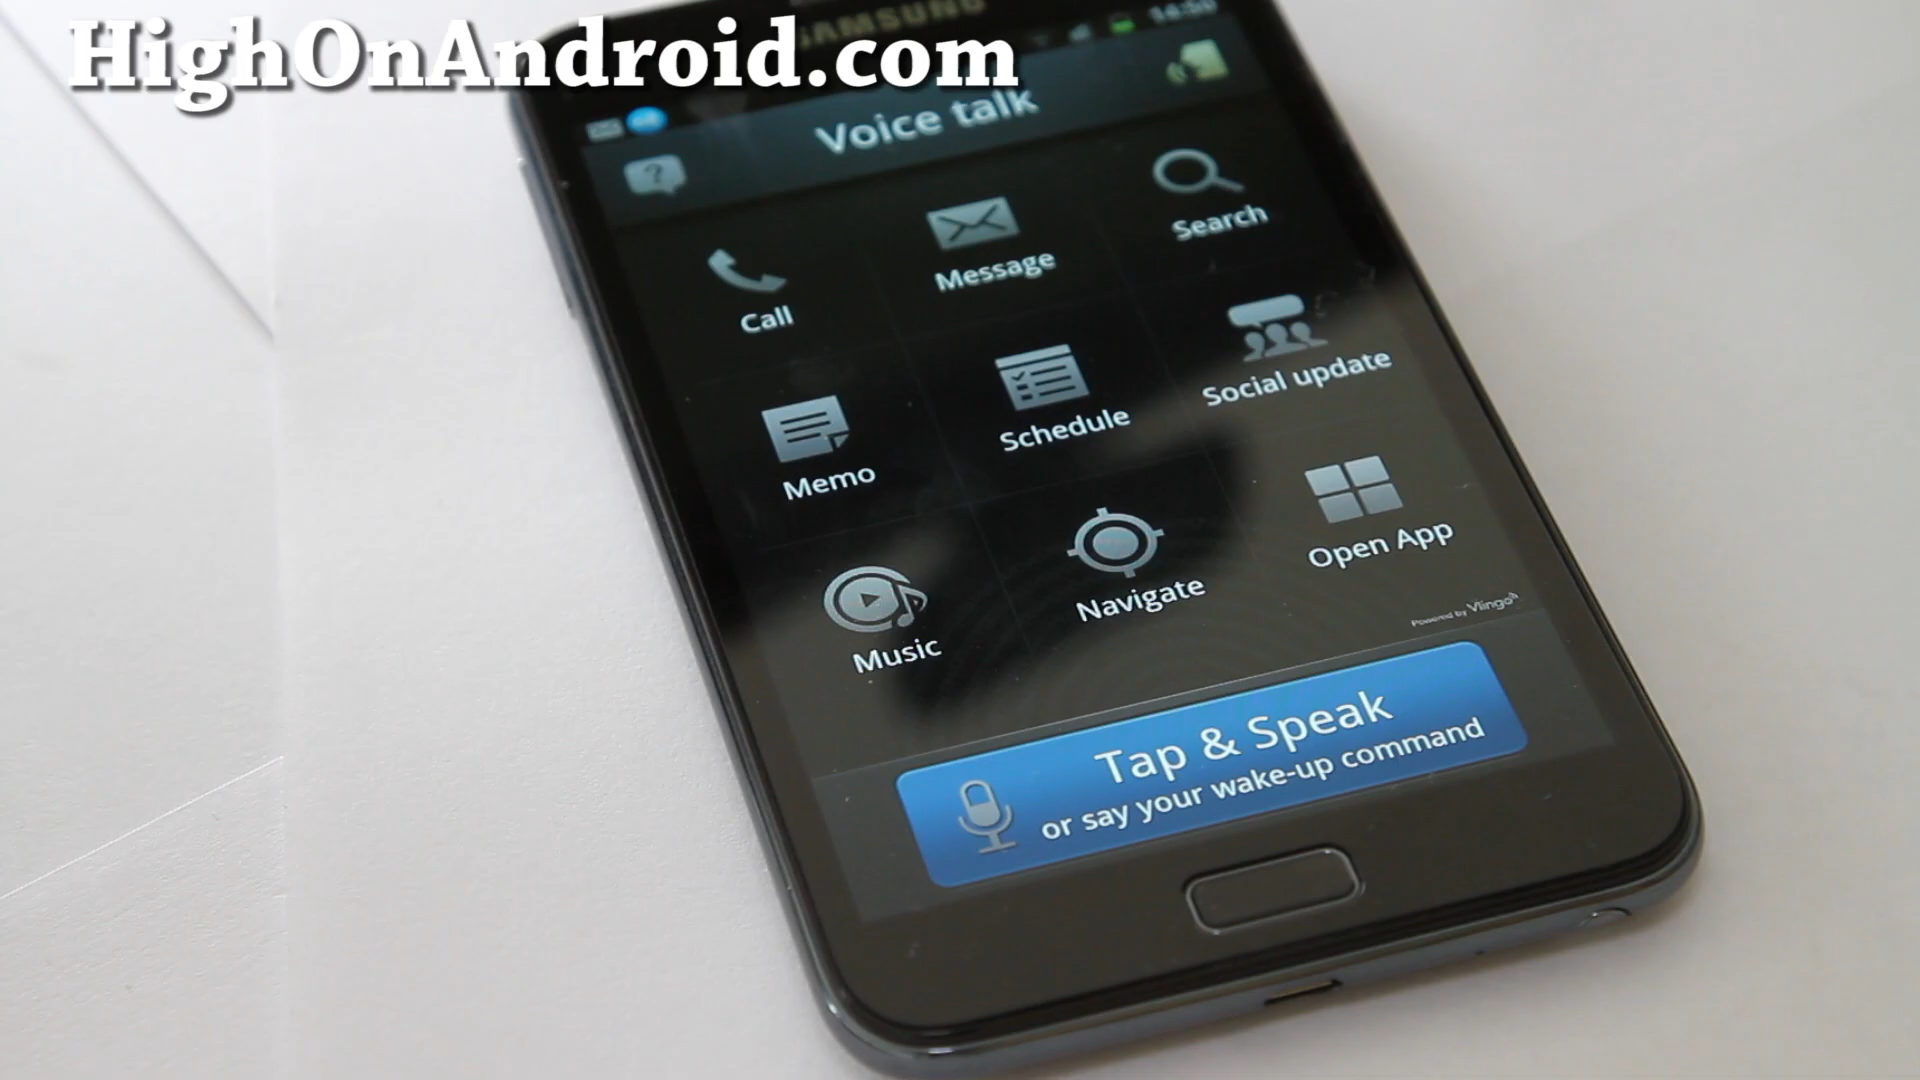 HighOnAndroid.com
SAMSUNG
Voice talk
?
Call
Message
Search
Memo
Schedule
Social update
Music
Navigate
Open App
Powered by Vlingo
Tap & Speak
or say your wake-up command